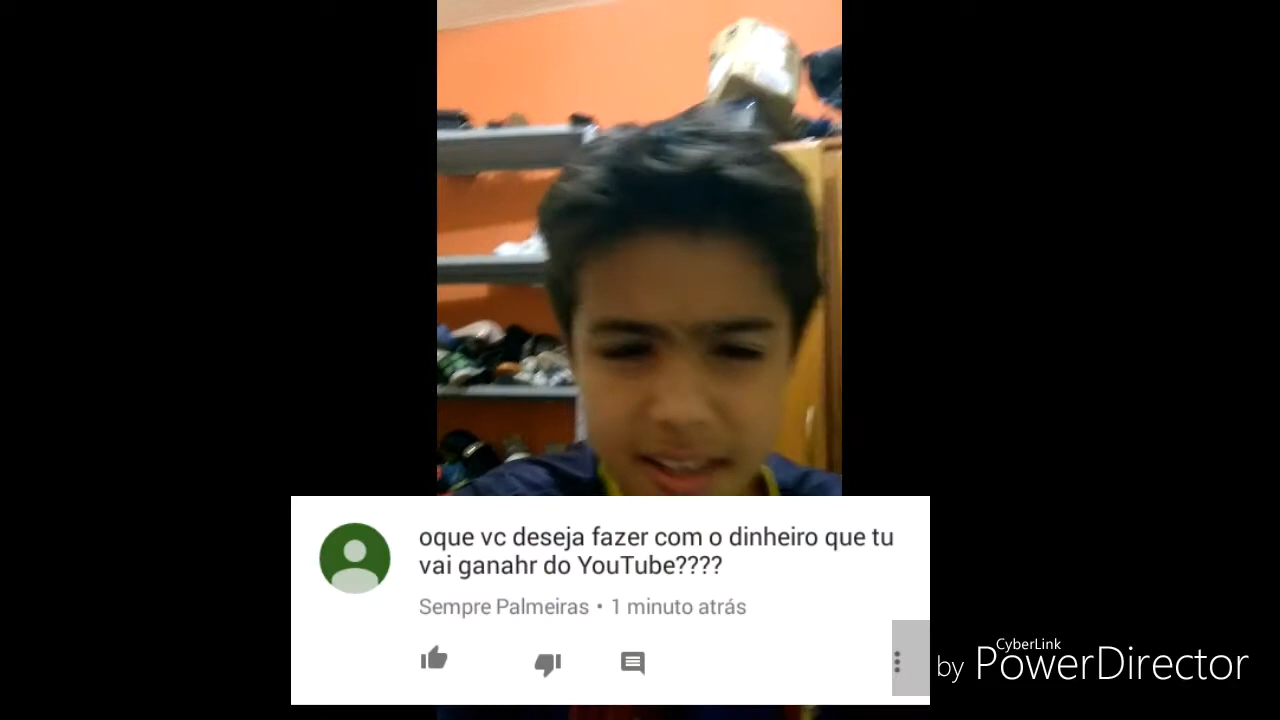 oque vc deseja fazer com o dinheiro que tu
vai ganahr do YouTube????
Sempre Palmeiras • 1 minuto atrás
CyberLink
by PowerDirector